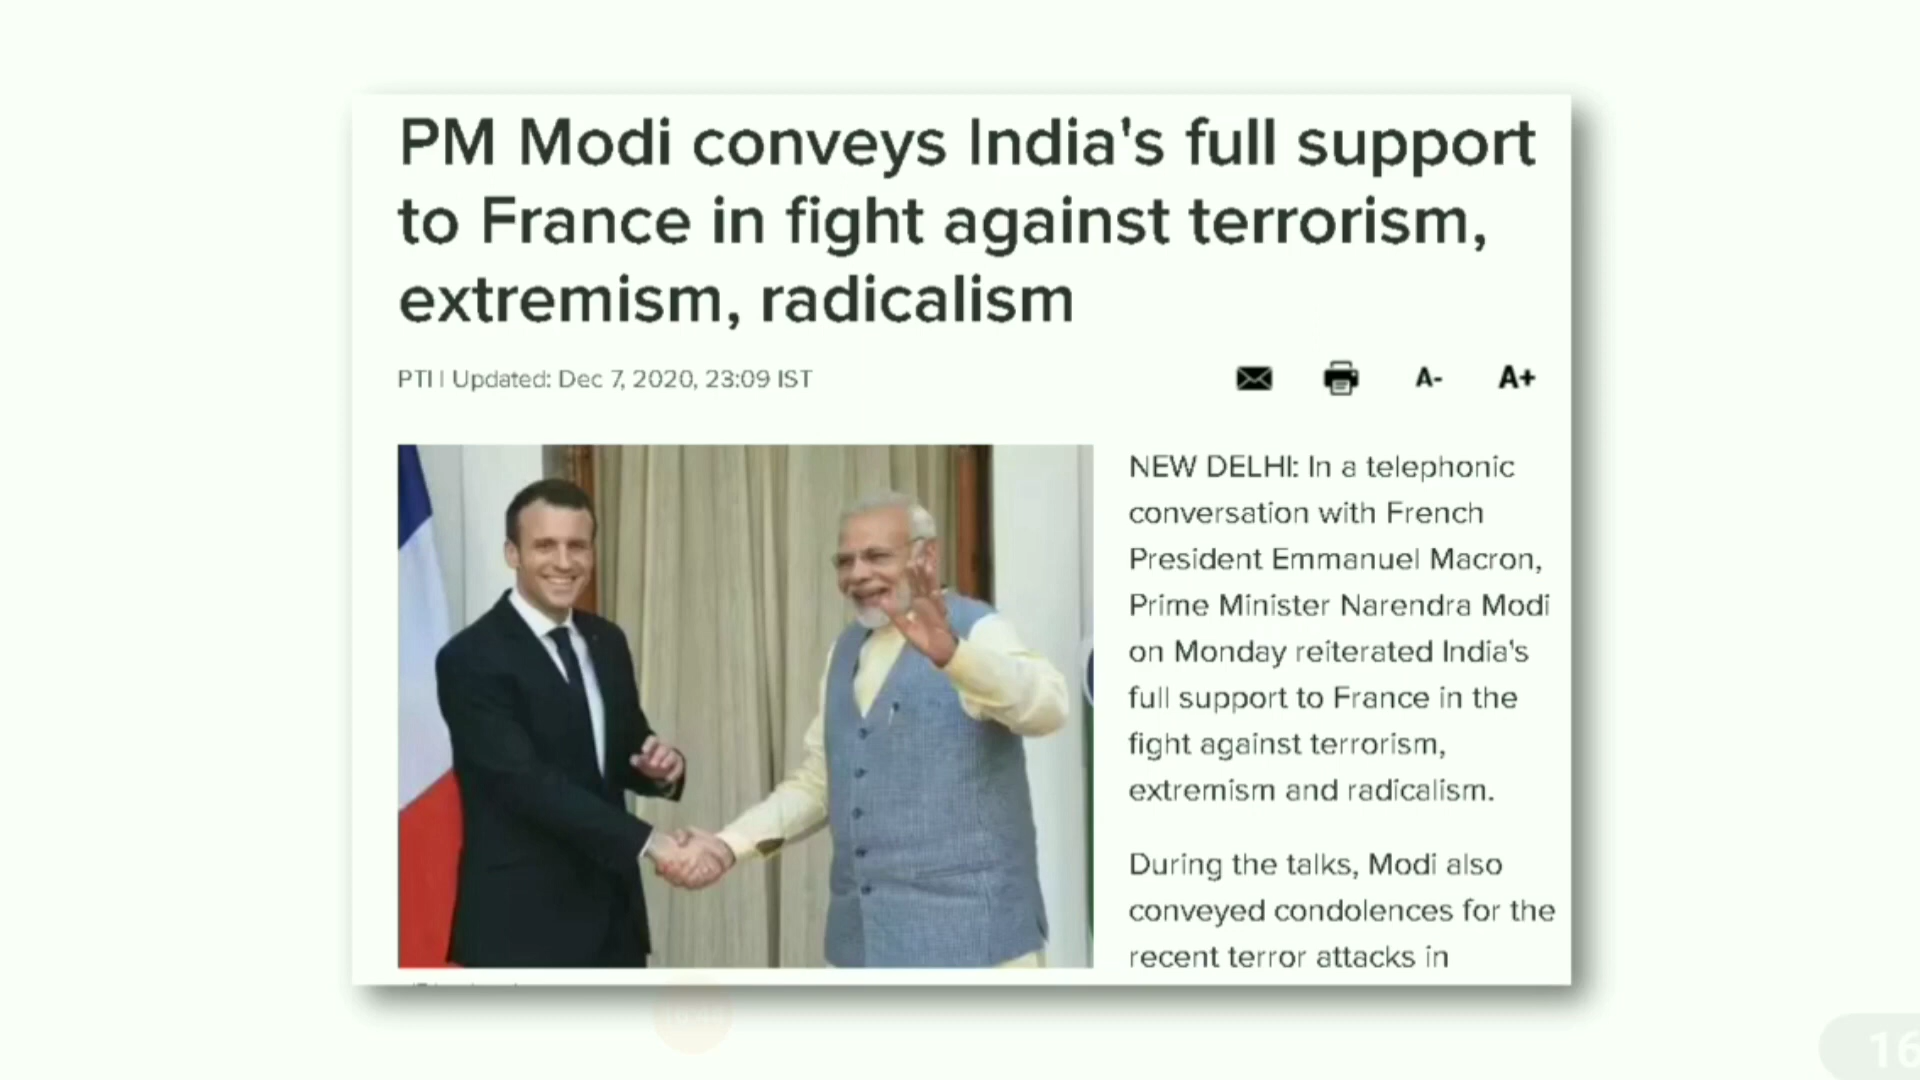 PM Modi conveys India's full support
to France in fight against terrorism,
extremism, radicalism
PTI | Updated: Dec 7, 2020, 23:09 IST
A- A+
NEW DELHI: In a telephonic
conversation with French
President Emmanuel Macron,
Prime Minister Narendra Modi
on Monday reiterated India's
full support to France in the
fight against terrorism,
extremism and radicalism.
During the talks, Modi also
conveyed condolences for the
recent terror attacks in
16